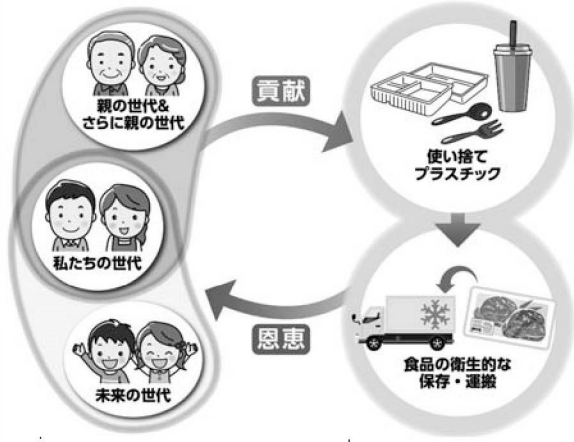 親の世代&
さらに親の世代
貢献
使い捨て
プラスチック
私たちの世代
恩恵
食品の衛生的な
保存・運搬
未来の世代